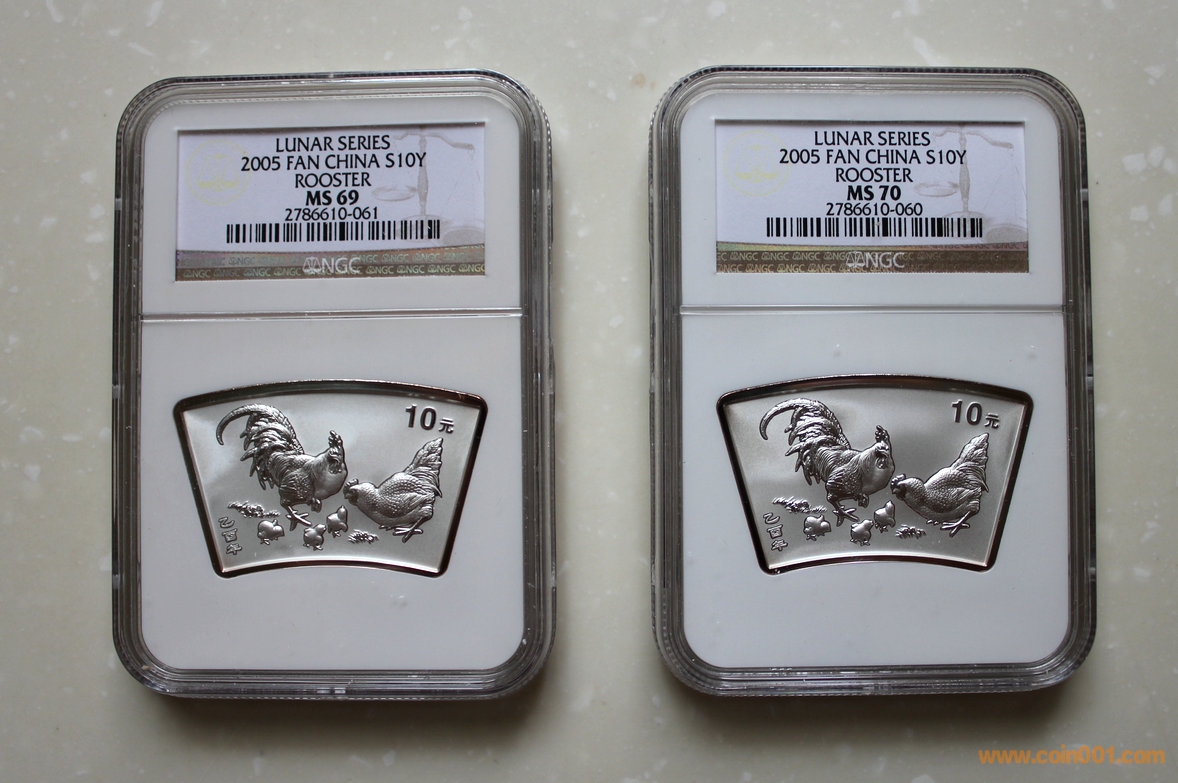 LUNAR SERIES
2005 FAN CHINA S10Y
ROOSTER
MS 69
2786610-061
NGC
10元
乙酉年
LUNAR SERIES
2005 FAN CHINA S10Y
ROOSTER
MS 70
2786610-060
NGC
10元
乙酉年
www.coin001.com